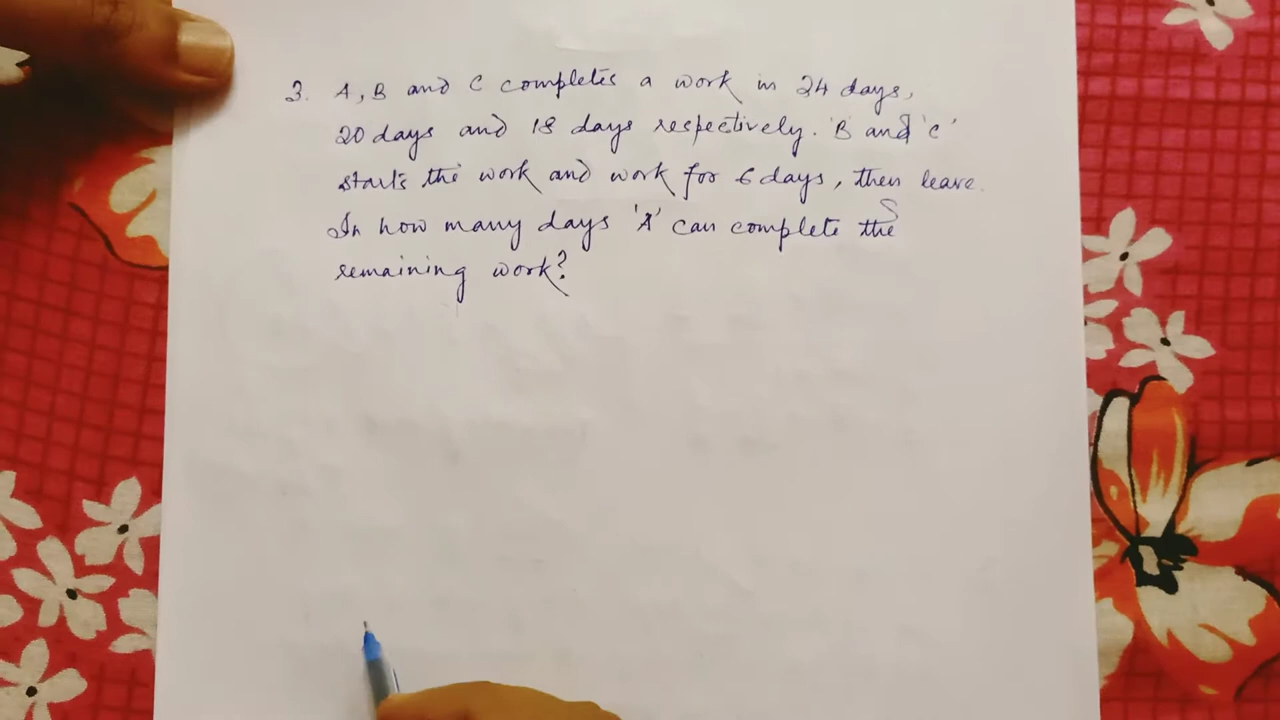 3. A, B and C completes a work in 24 days,
20 days and 18 days respectively. 'B' and 'C'
starts the work and work for 6 days, then leave.
In how many days 'A' can complete the
remaining work?